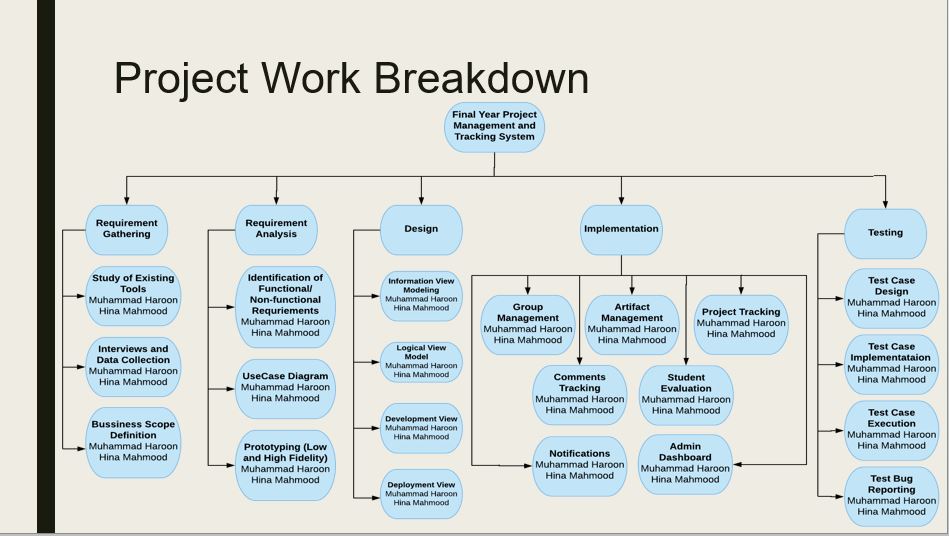 Project Work Breakdown
Final Year Project
Management and
Tracking System
Requirement
Gathering
Study of Existing
Tools
Muhammad Haroon
Hina Mahmood
Interviews and
Data Collection
Muhammad Haroon
Hina Mahmood
Bussiness Scope
Definition
Muhammad Haroon
Hina Mahmood
Requirement
Analysis
Identification of
Functional/
Non-functional
Requriements
Muhammad Haroon
Hina Mahmood
UseCase Diagram
Muhammad Haroon
Hina Mahmood
Prototyping (Low
and High Fidelity)
Muhammad Haroon
Hina Mahmood
Design
Information View
Modeling
Muhammad Haroon
Hina Mahmood
Logical View
Model
Muhammad Haroon
Hina Mahmood
Development View
Muhammad Haroon
Hina Mahmood
Deployment View
Muhammad Haroon
Hina Mahmood
Implementation
Group
Management
Muhammad Haroon
Hina Mahmood
Artifact
Management
Muhammad Haroon
Hina Mahmood
Project Tracking
Muhammad Haroon
Hina Mahmood
Comments
Tracking
Muhammad Haroon
Hina Mahmood
Student
Evaluation
Muhammad Haroon
Hina Mahmood
Notifications
Muhammad Haroon
Hina Mahmood
Admin
Dashboard
Muhammad Haroon
Hina Mahmood
Testing
Test Case
Design
Muhammad Haroon
Hina Mahmood
Test Case
Implementataion
Muhammad Haroon
Hina Mahmood
Test Case
Execution
Muhammad Haroon
Hina Mahmood
Test Bug
Reporting
Muhammad Haroon
Hina Mahmood